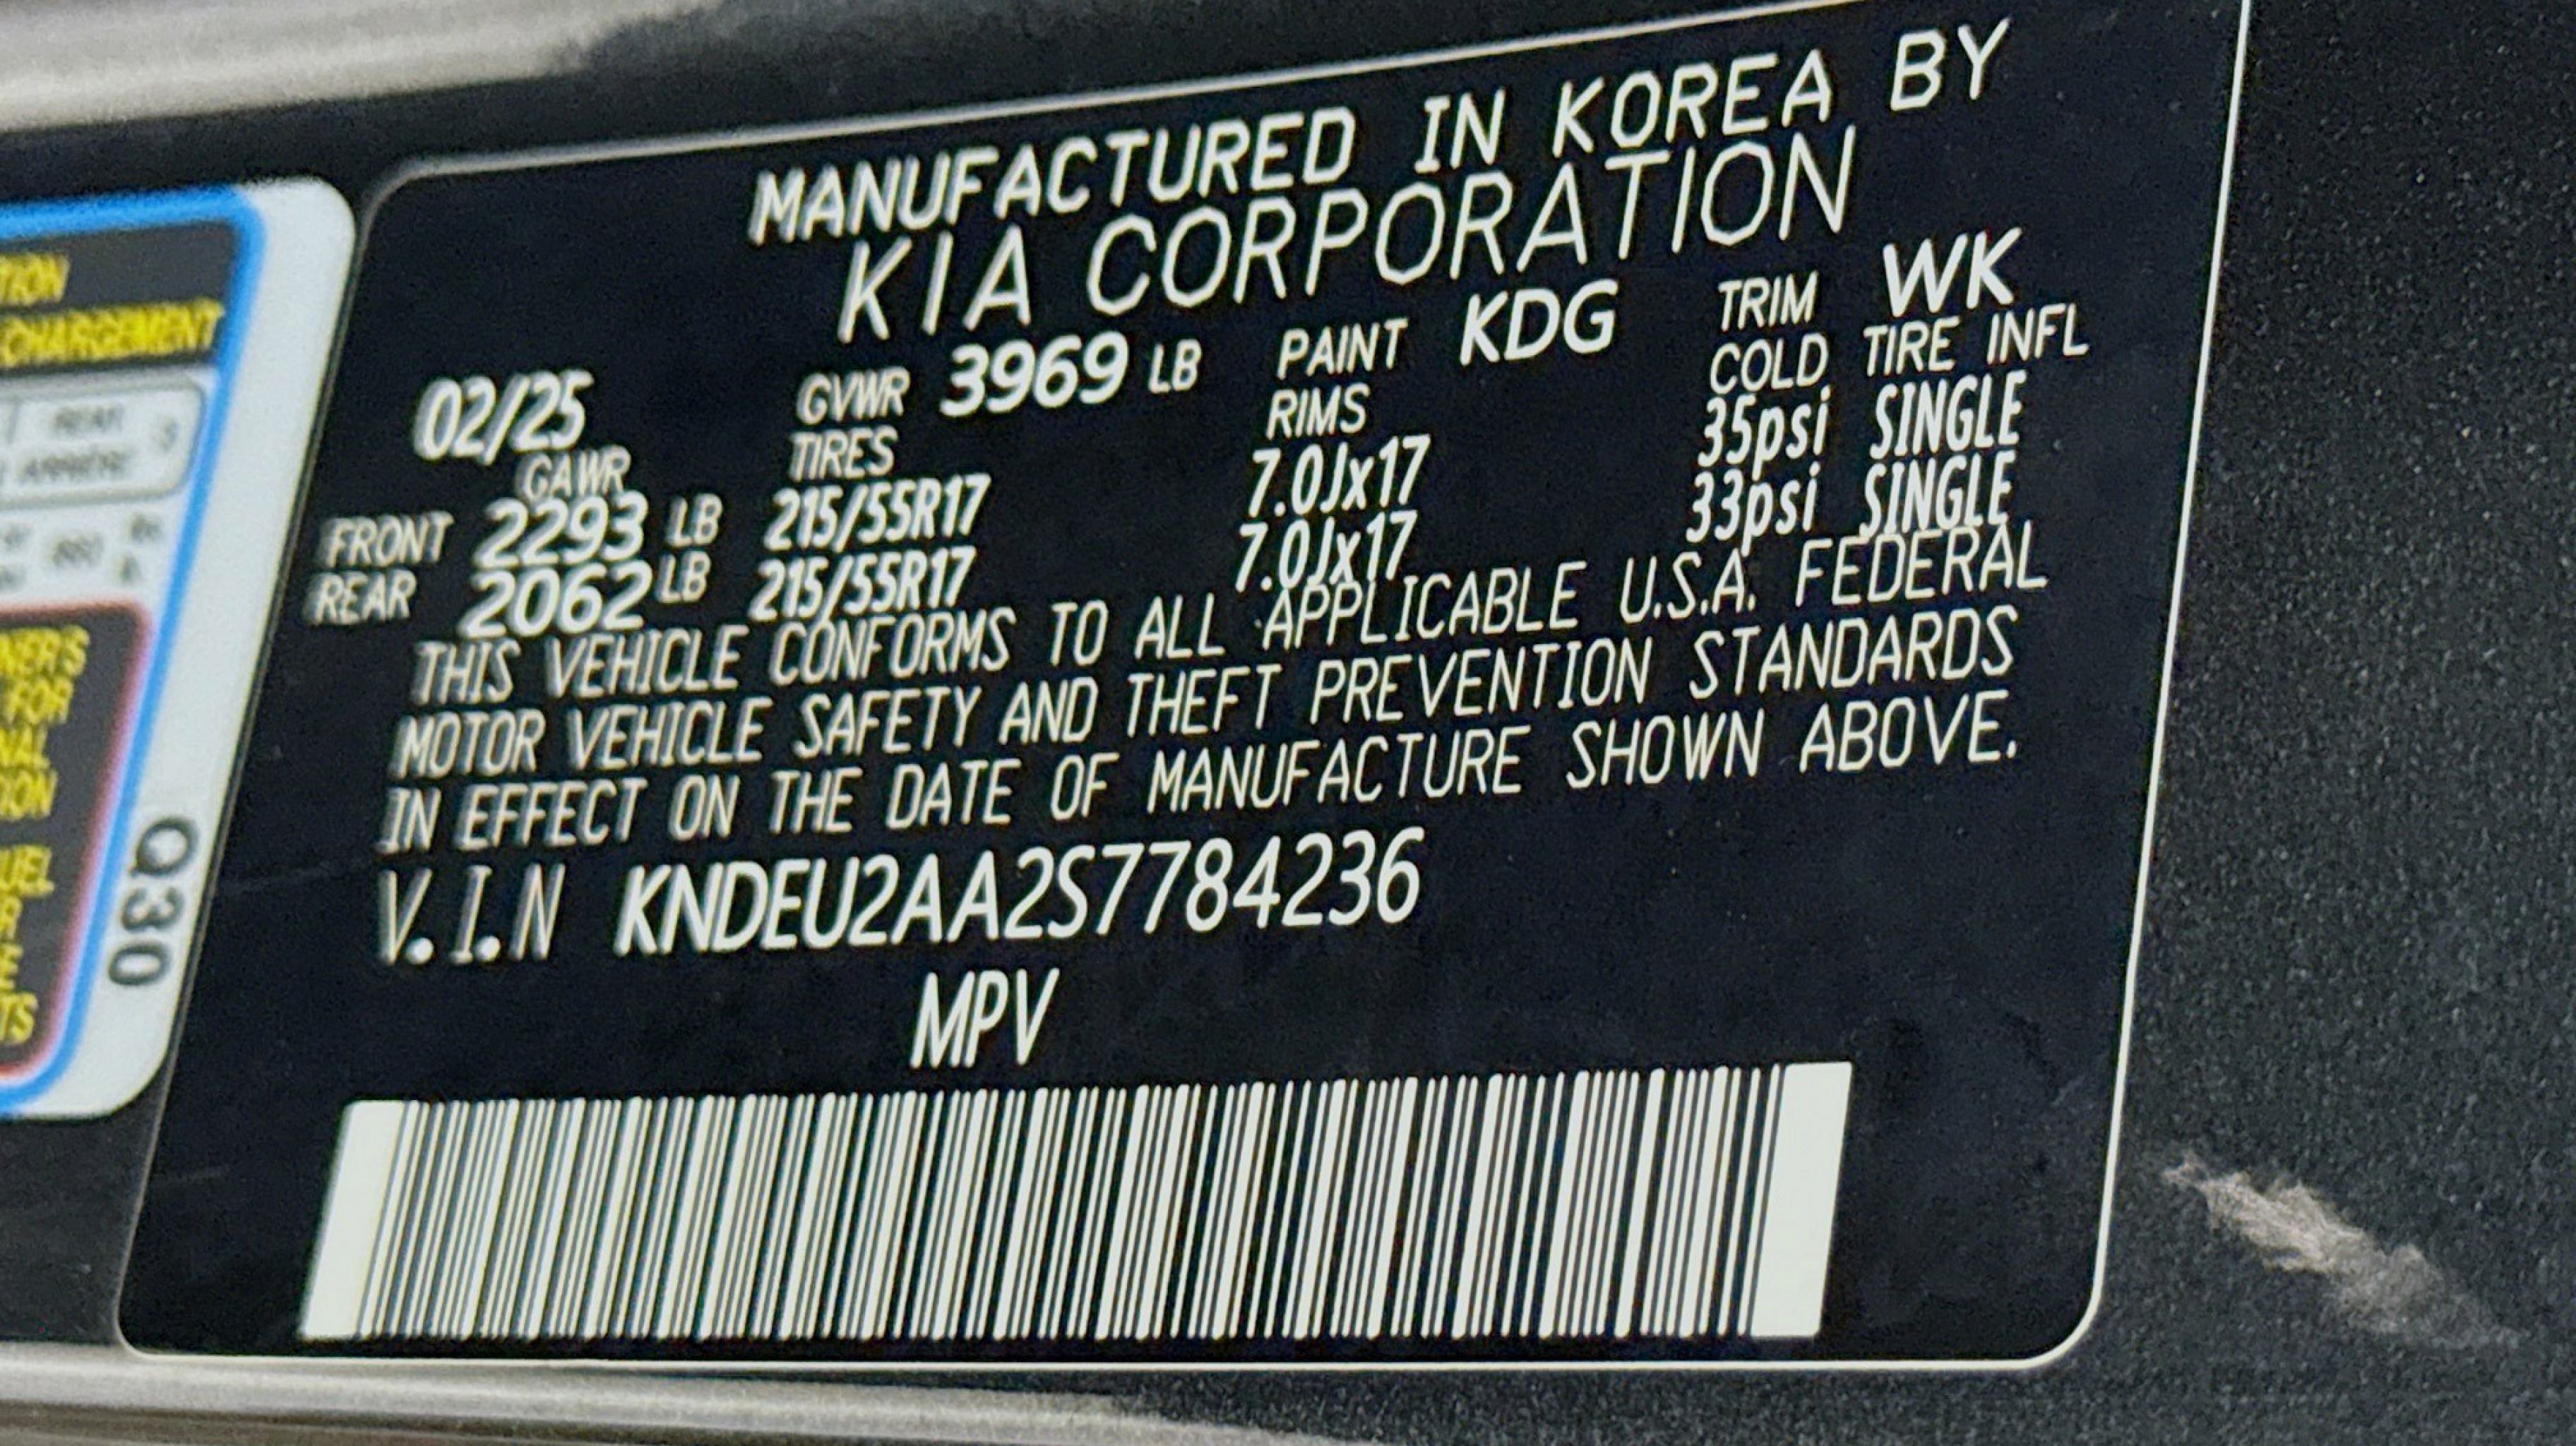 MANUFACTURED IN KOREA BY
KIA CORPORATION
02/25 GVWR 3969 LB PAINT KDG TRIM WK
GAWR TIRES RIMS COLD TIRE INFL
FRONT 2293 LB 215/55R17 7.0Jx17 35psi SINGLE
REAR 2062 LB 215/55R17 7.0Jx17 33psi SINGLE
THIS VEHICLE CONFORMS TO ALL APPLICABLE U.S.A. FEDERAL
MOTOR VEHICLE SAFETY AND THEFT PREVENTION STANDARDS
IN EFFECT ON THE DATE OF MANUFACTURE SHOWN ABOVE.
V.I.N KNDEU2AA2S7784236
MPV
CHARGEMENT
REAR
FOR
Q30